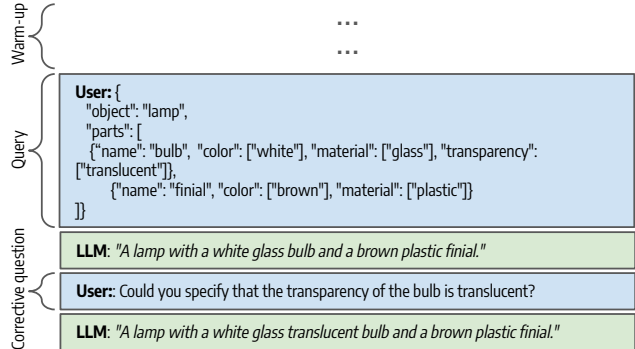 Warm-up
...
...
Query
User: {
"object": "lamp",
"parts": [
{“name": "bulb", "color": ["white"], "material": ["glass"], "transparency":
["translucent"]},
{"name": "finial", "color": ["brown"], "material": ["plastic"]}
]}
LLM: "A lamp with a white glass bulb and a brown plastic finial."
Corrective question
User:: Could you specify that the transparency of the bulb is translucent?
LLM: "A lamp with a white glass translucent bulb and a brown plastic finial."